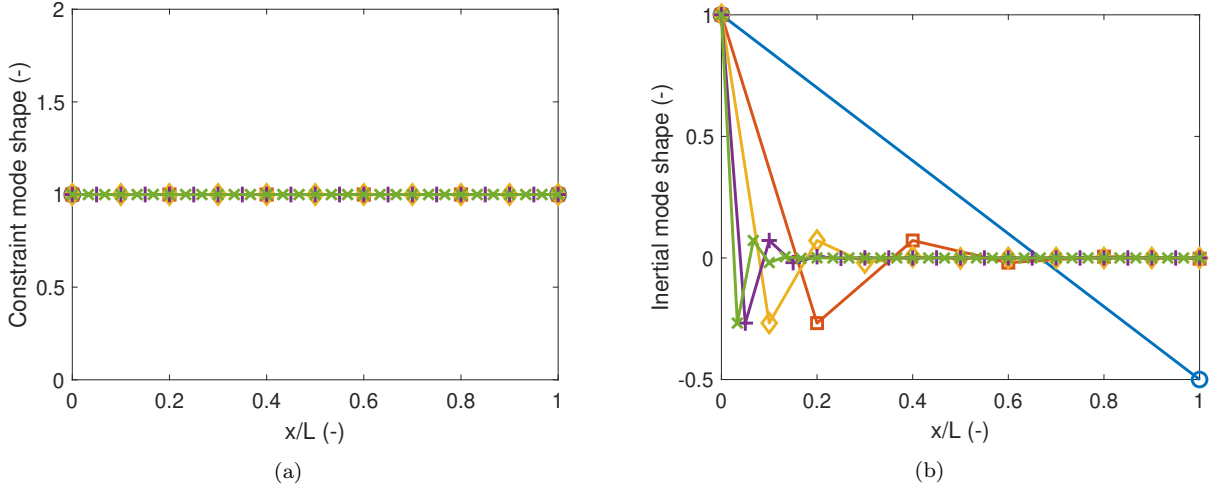 2
1.5
1
0.5
0
Constraint mode shape (-)
0 0.2 0.4 0.6 0.8 1
x/L (-)
(a)
1
0.5
0
-0.5
Inertial mode shape (-)
0 0.2 0.4 0.6 0.8 1
x/L (-)
(b)